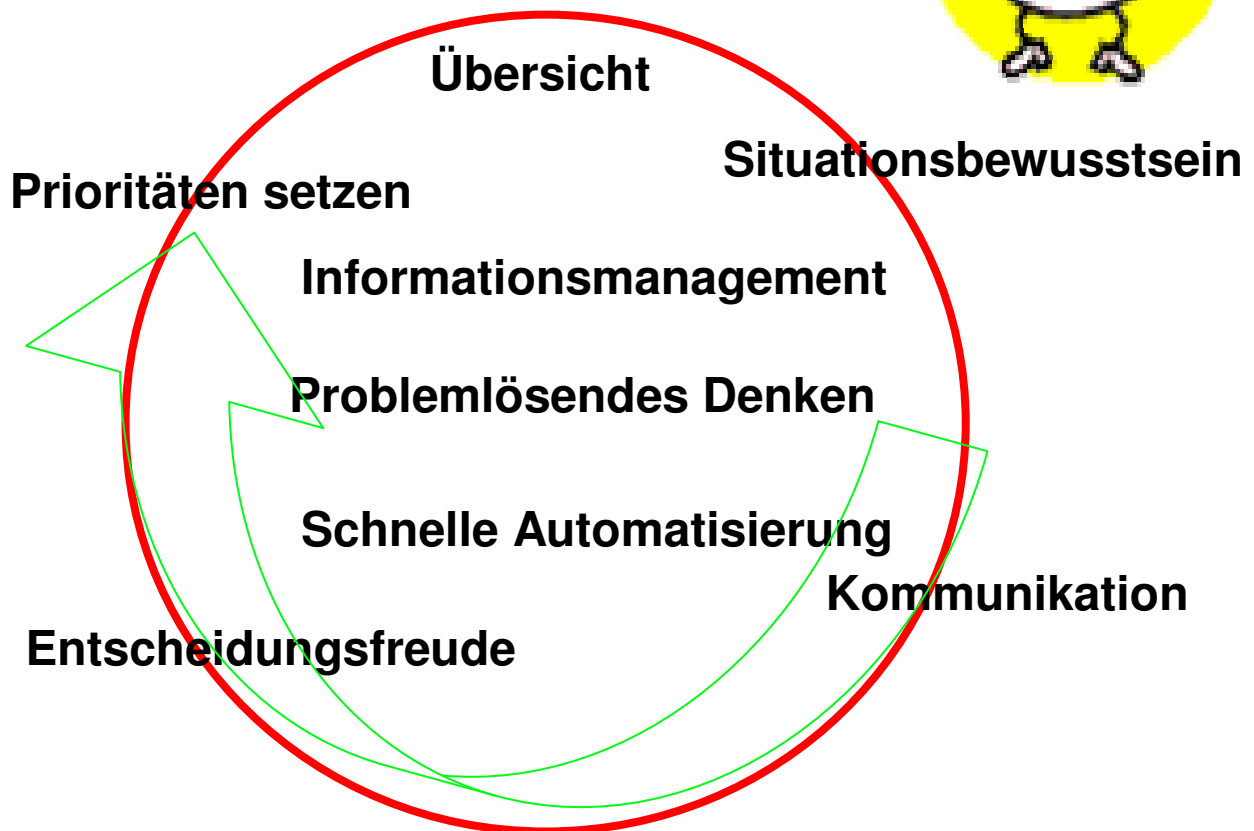 Übersicht
Situationsbewusstsein
Prioritäten setzen
Informationsmanagement
Problemlösendes Denken
Schnelle Automatisierung
Kommunikation
Entscheidungsfreude